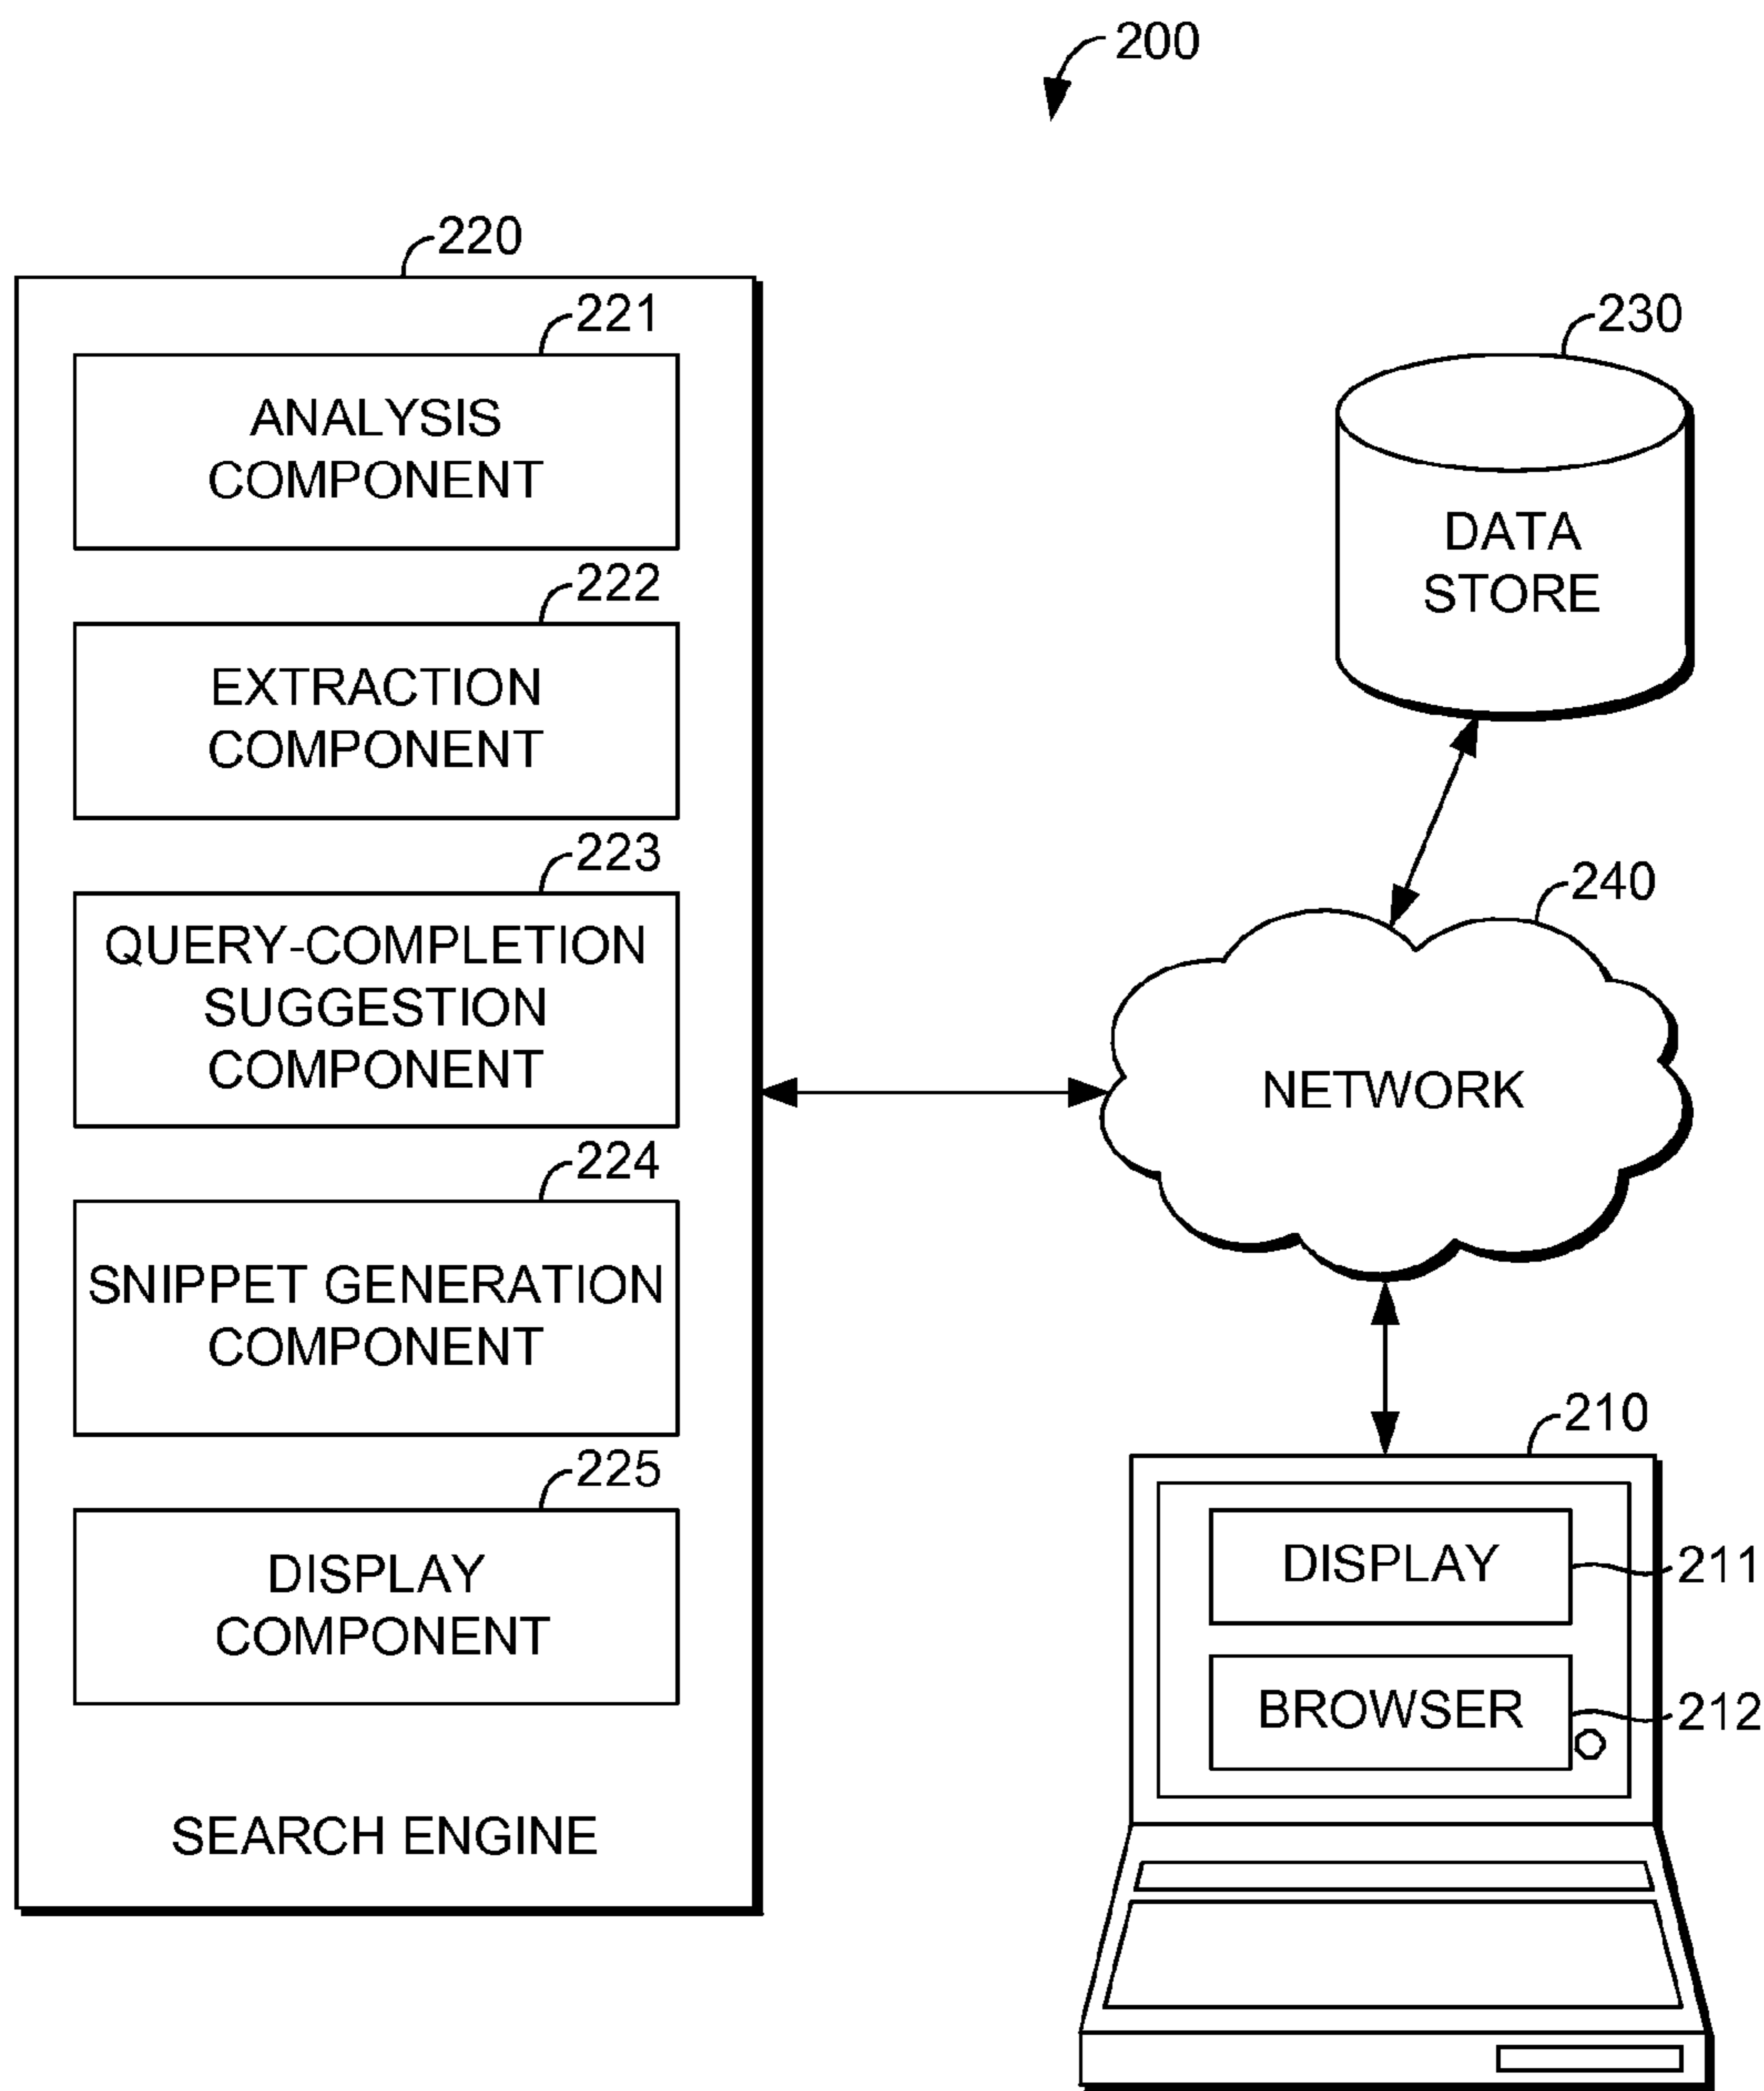 200
220
221
ANALYSIS
COMPONENT
222
EXTRACTION
COMPONENT
223
QUERY-COMPLETION
SUGGESTION
COMPONENT
224
SNIPPET GENERATION
COMPONENT
225
DISPLAY
COMPONENT
SEARCH ENGINE
230
DATA
STORE
240
NETWORK
210
DISPLAY
211
BROWSER
212